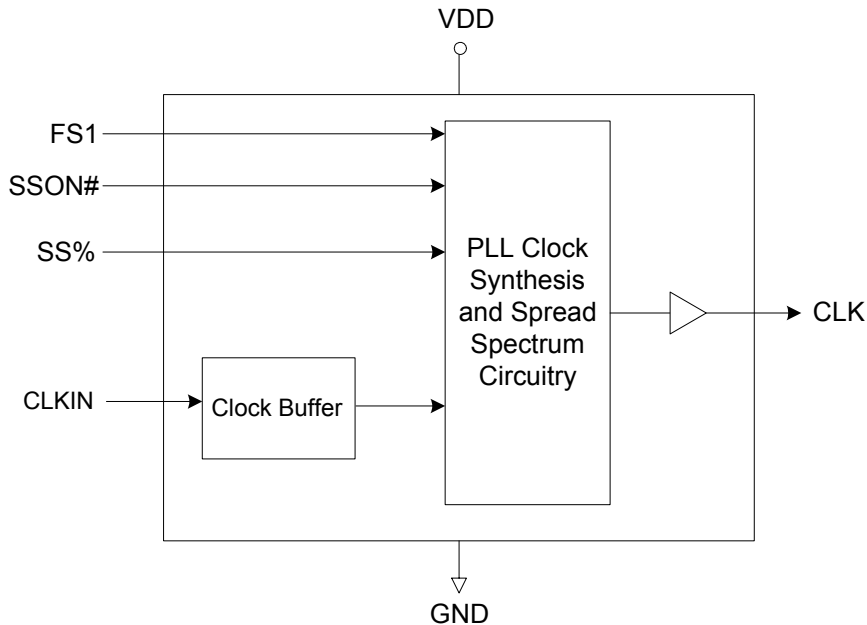 VDD
FS1
SSON#
SS%
PLL Clock
Synthesis
and Spread
Spectrum
Circuitry
CLK
CLKIN
Clock Buffer
GND